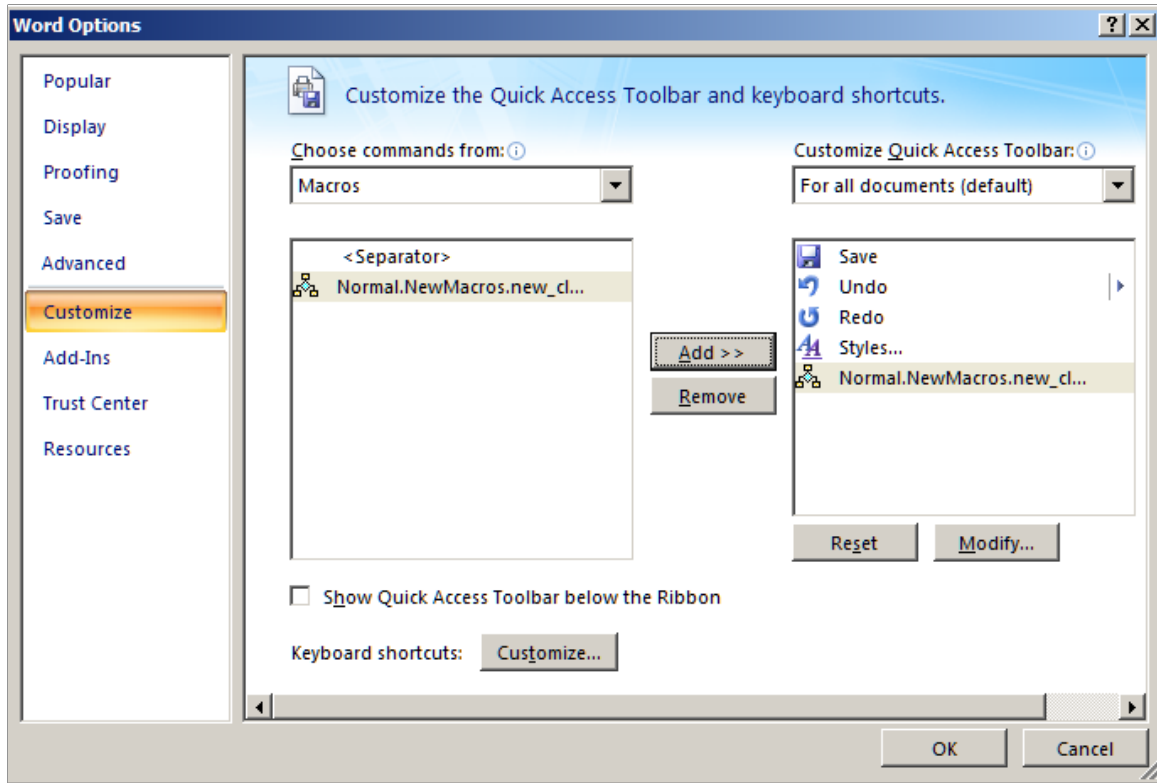 Word Options
Popular
Display
Proofing
Save
Advanced
Customize
Add-Ins
Trust Center
Resources
Customize the Quick Access Toolbar and keyboard shortcuts.
Choose commands from:
Macros
<Separator>
Normal.NewMacros.new_cl...
Add >>
Remove
Customize Quick Access Toolbar:
For all documents (default)
Save
Undo
Redo
Styles...
Normal.NewMacros.new_cl...
Reset
Modify...
Show Quick Access Toolbar below the Ribbon
Keyboard shortcuts:
Customize...
OK
Cancel